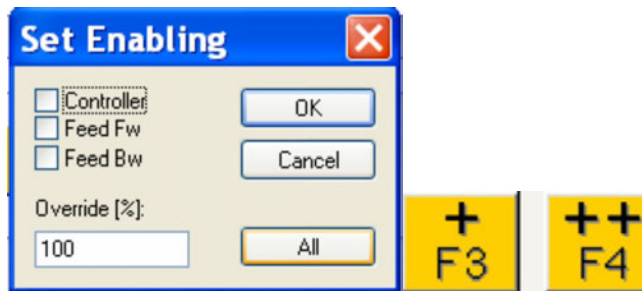 Set Enabling
Controller
Feed Fw
Feed Bw
OK
Cancel
Override [%]:
100
All
+
F3
++
F4